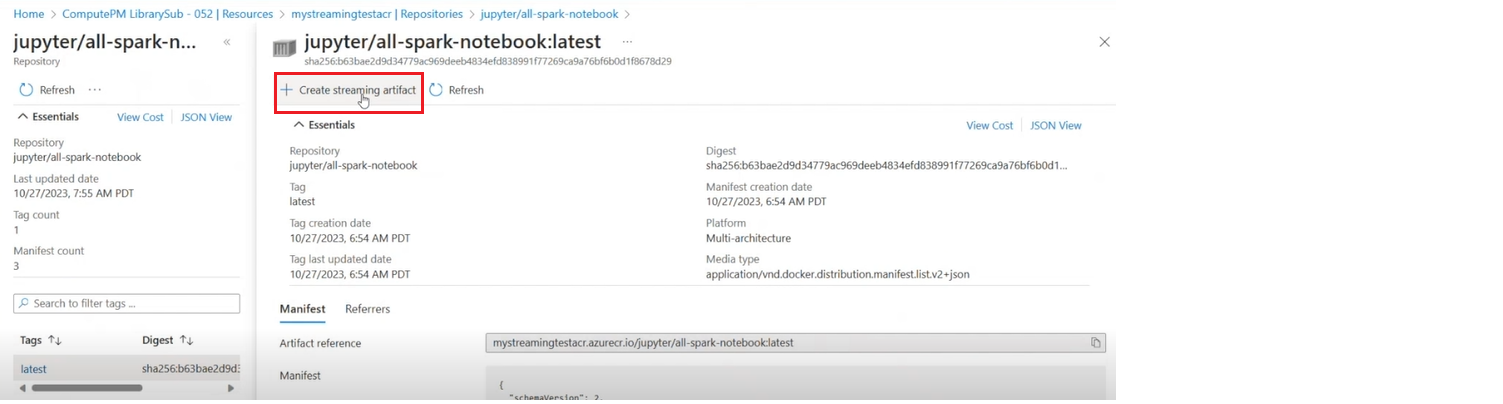 Home > ComputePM LibrarySub - 052 | Resources > mystreamingtestacr | Repositories > jupyter/all-spark-notebook >
jupyter/all-spark-n... «
Repository
Refresh ...
Essentials View Cost | JSON View
Repository
jupyter/all-spark-notebook
Last updated date
10/27/2023, 7:55 AM PDT
Tag count
1
Manifest count
3
Search to filter tags ...
Tags ↑↓ Digest ↑↓
latest sha256:b63bae2d9d3
jupyter/all-spark-notebook:latest ...
sha256:b63bae2d9d34779ac969deeb4834efd838991f77269ca9a76bf6b0d1f8678d29
+ Create streaming artifact Refresh
Essentials View Cost | JSON View
Repository
jupyter/all-spark-notebook
Tag
latest
Tag creation date
10/27/2023, 6:54 AM PDT
Tag last updated date
10/27/2023, 6:54 AM PDT
Digest
sha256:b63bae2d9d34779ac969deeb4834efd838991f77269ca9a76bf6b0d1...
Manifest creation date
10/27/2023, 6:54 AM PDT
Platform
Multi-architecture
Media type
application/vnd.docker.distribution.manifest.list.v2+json
Manifest Referrers
Artifact reference mystreamingtestacr.azurecr.io/jupyter/all-spark-notebook:latest
Manifest
{
"schemaVersion": 2,